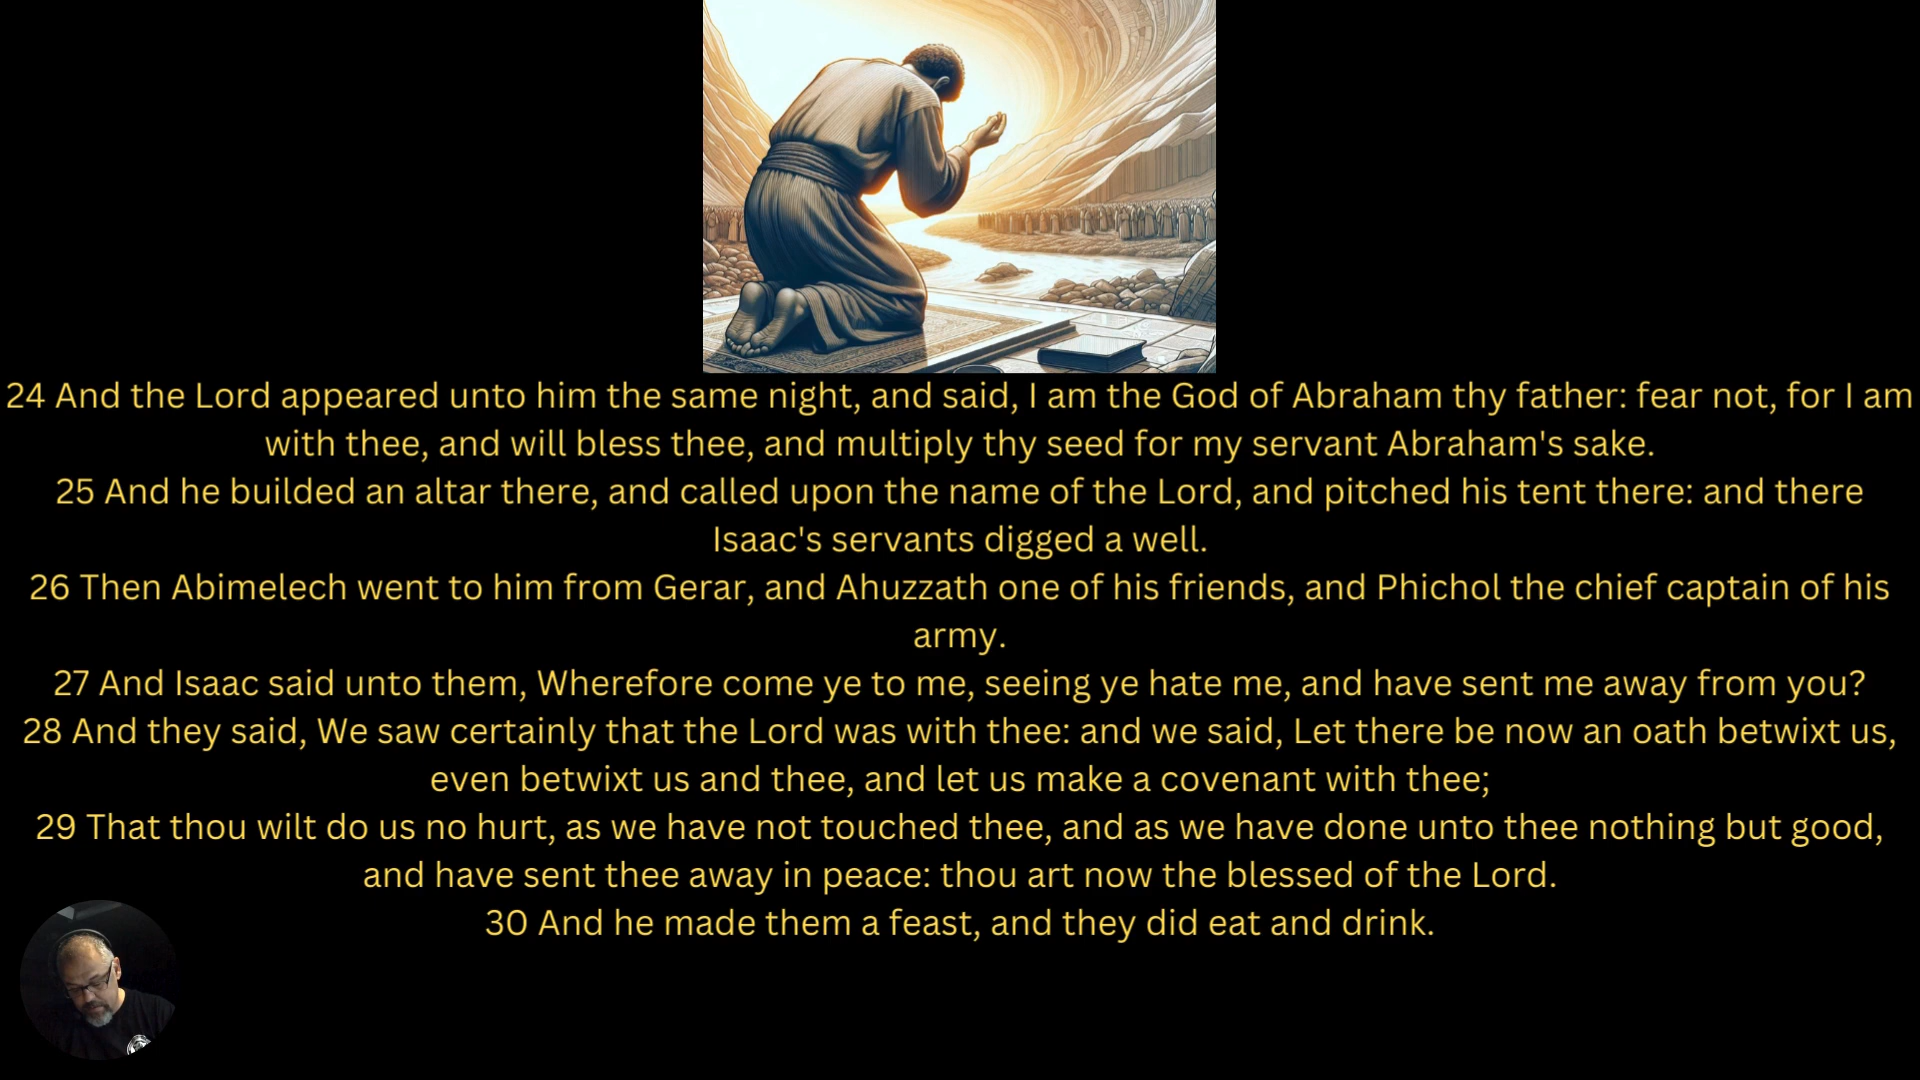 24 And the Lord appeared unto him the same night, and said, I am the God of Abraham thy father: fear not, for I am
with thee, and will bless thee, and multiply thy seed for my servant Abraham's sake.
25 And he builded an altar there, and called upon the name of the Lord, and pitched his tent there: and there
Isaac's servants digged a well.
26 Then Abimelech went to him from Gerar, and Ahuzzath one of his friends, and Phichol the chief captain of his
army.
27 And Isaac said unto them, Wherefore come ye to me, seeing ye hate me, and have sent me away from you?
28 And they said, We saw certainly that the Lord was with thee: and we said, Let there be now an oath betwixt us,
even betwixt us and thee, and let us make a covenant with thee;
29 That thou wilt do us no hurt, as we have not touched thee, and as we have done unto thee nothing but good,
and have sent thee away in peace: thou art now the blessed of the Lord.
30 And he made them a feast, and they did eat and drink.